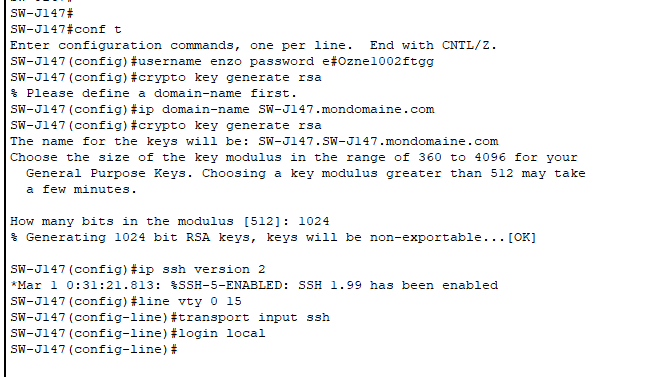 SW-J147#
SW-J147#conf t
Enter configuration commands, one per line.  End with CNTL/Z.
SW-J147(config)#username enzo password e#Ozne1002ftgg
SW-J147(config)#crypto key generate rsa
% Please define a domain-name first.
SW-J147(config)#ip domain-name SW-J147.mondomaine.com
SW-J147(config)#crypto key generate rsa
The name for the keys will be: SW-J147.SW-J147.mondomaine.com
Choose the size of the key modulus in the range of 360 to 4096 for your
  General Purpose Keys. Choosing a key modulus greater than 512 may take
  a few minutes.

How many bits in the modulus [512]: 1024
% Generating 1024 bit RSA keys, keys will be non-exportable...[OK]

SW-J147(config)#ip ssh version 2
*Mar 1 0:31:21.813: %SSH-5-ENABLED: SSH 1.99 has been enabled
SW-J147(config)#line vty 0 15
SW-J147(config-line)#transport input ssh
SW-J147(config-line)#login local
SW-J147(config-line)#